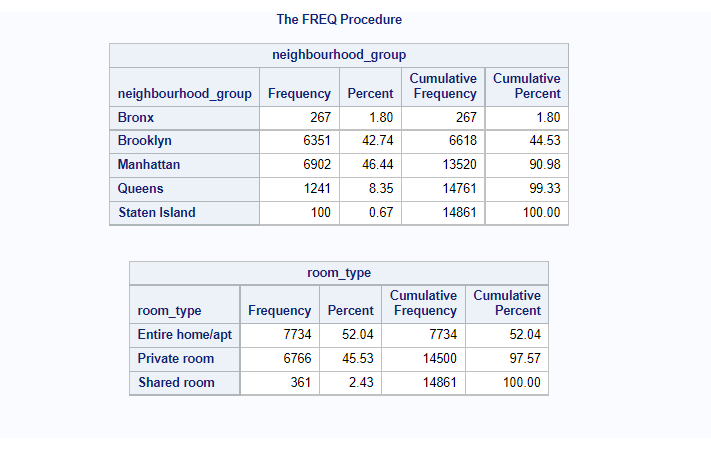 The FREQ Procedure
neighbourhood_group
neighbourhood_group Frequency Percent Cumulative Frequency Cumulative Percent
Bronx 267 1.80 267 1.80
Brooklyn 6351 42.74 6618 44.53
Manhattan 6902 46.44 13520 90.98
Queens 1241 8.35 14761 99.33
Staten Island 100 0.67 14861 100.00
room_type
room_type Frequency Percent Cumulative Frequency Cumulative Percent
Entire home/apt 7734 52.04 7734 52.04
Private room 6766 45.53 14500 97.57
Shared room 361 2.43 14861 100.00